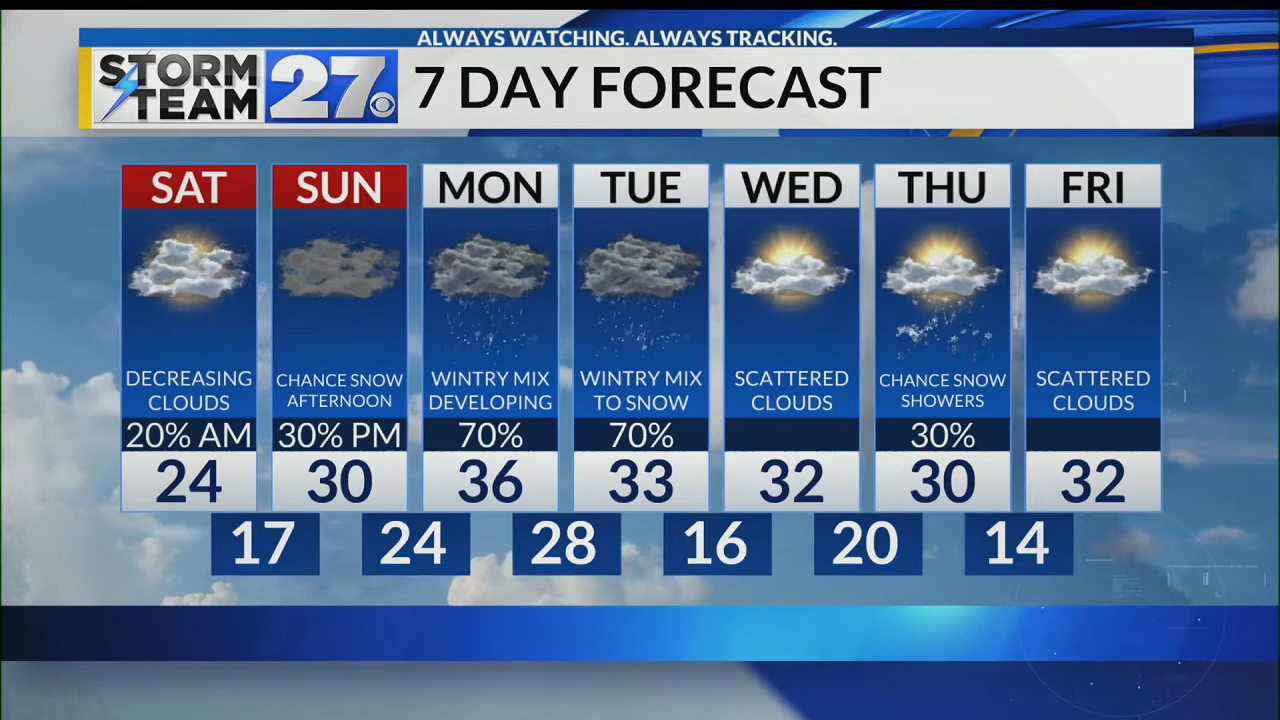 ALWAYS WATCHING. ALWAYS TRACKING.
STORM
TEAM
27
7 DAY FORECAST
SAT
SUN
MON
TUE
WED
THU
FRI
DECREASING
CLOUDS
CHANCE SNOW
AFTERNOON
WINTRY MIX
DEVELOPING
WINTRY MIX
TO SNOW
SCATTERED
CLOUDS
CHANCE SNOW
SHOWERS
SCATTERED
CLOUDS
20% AM
30% PM
70%
70%
30%
24
30
36
33
32
30
32
17
24
28
16
20
14